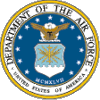 DEPARTMENT OF THE AIR FORCE
MCMXLVII
UNITED STATES OF AMERICA